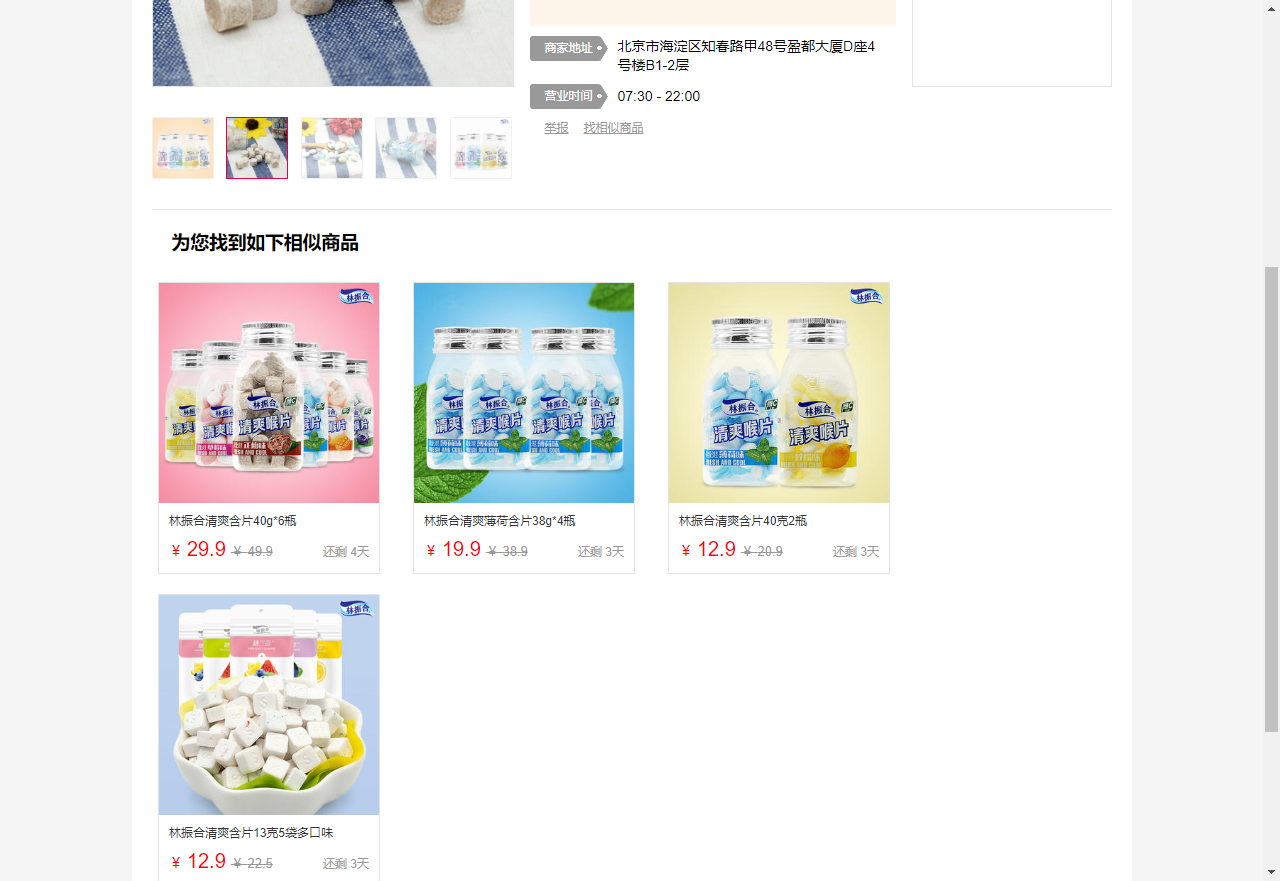 商家地址
北京市海淀区知春路甲48号盈都大厦D座4
号楼B1-2层
营业时间
07:30 - 22:00
举报
找相似商品
为您找到如下相似商品
林振合
林振合
清爽喉片
林振合
清爽喉片
薄荷味
林振合
林振合
清爽喉片
薄荷味
林振合
清爽喉片
林振合清爽含片40g*6瓶
¥ 29.9 ¥ 49.9 还剩 4天
林振合清爽薄荷含片38g*4瓶
¥ 19.9 ¥ 38.9 还剩 3天
林振合清爽含片40克2瓶
¥ 12.9 ¥ 20.9 还剩 3天
林振合
林振合清爽含片13克5袋多口味
¥ 12.9 ¥ 22.5 还剩 3天